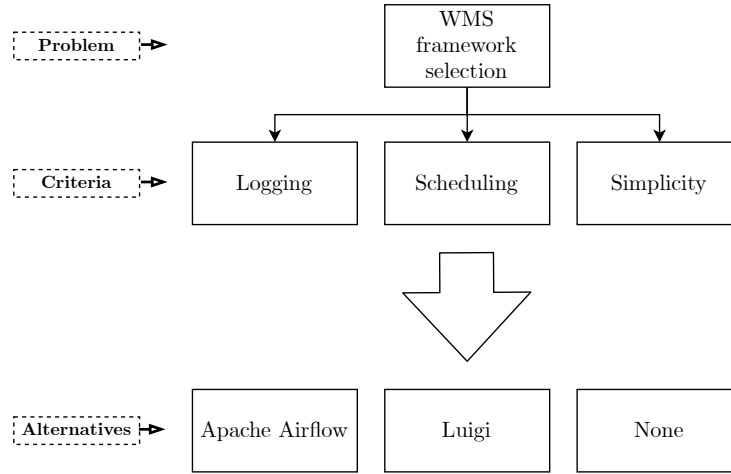 Problem
WMS
framework
selection
Criteria
Logging
Scheduling
Simplicity
Alternatives
Apache Airflow
Luigi
None